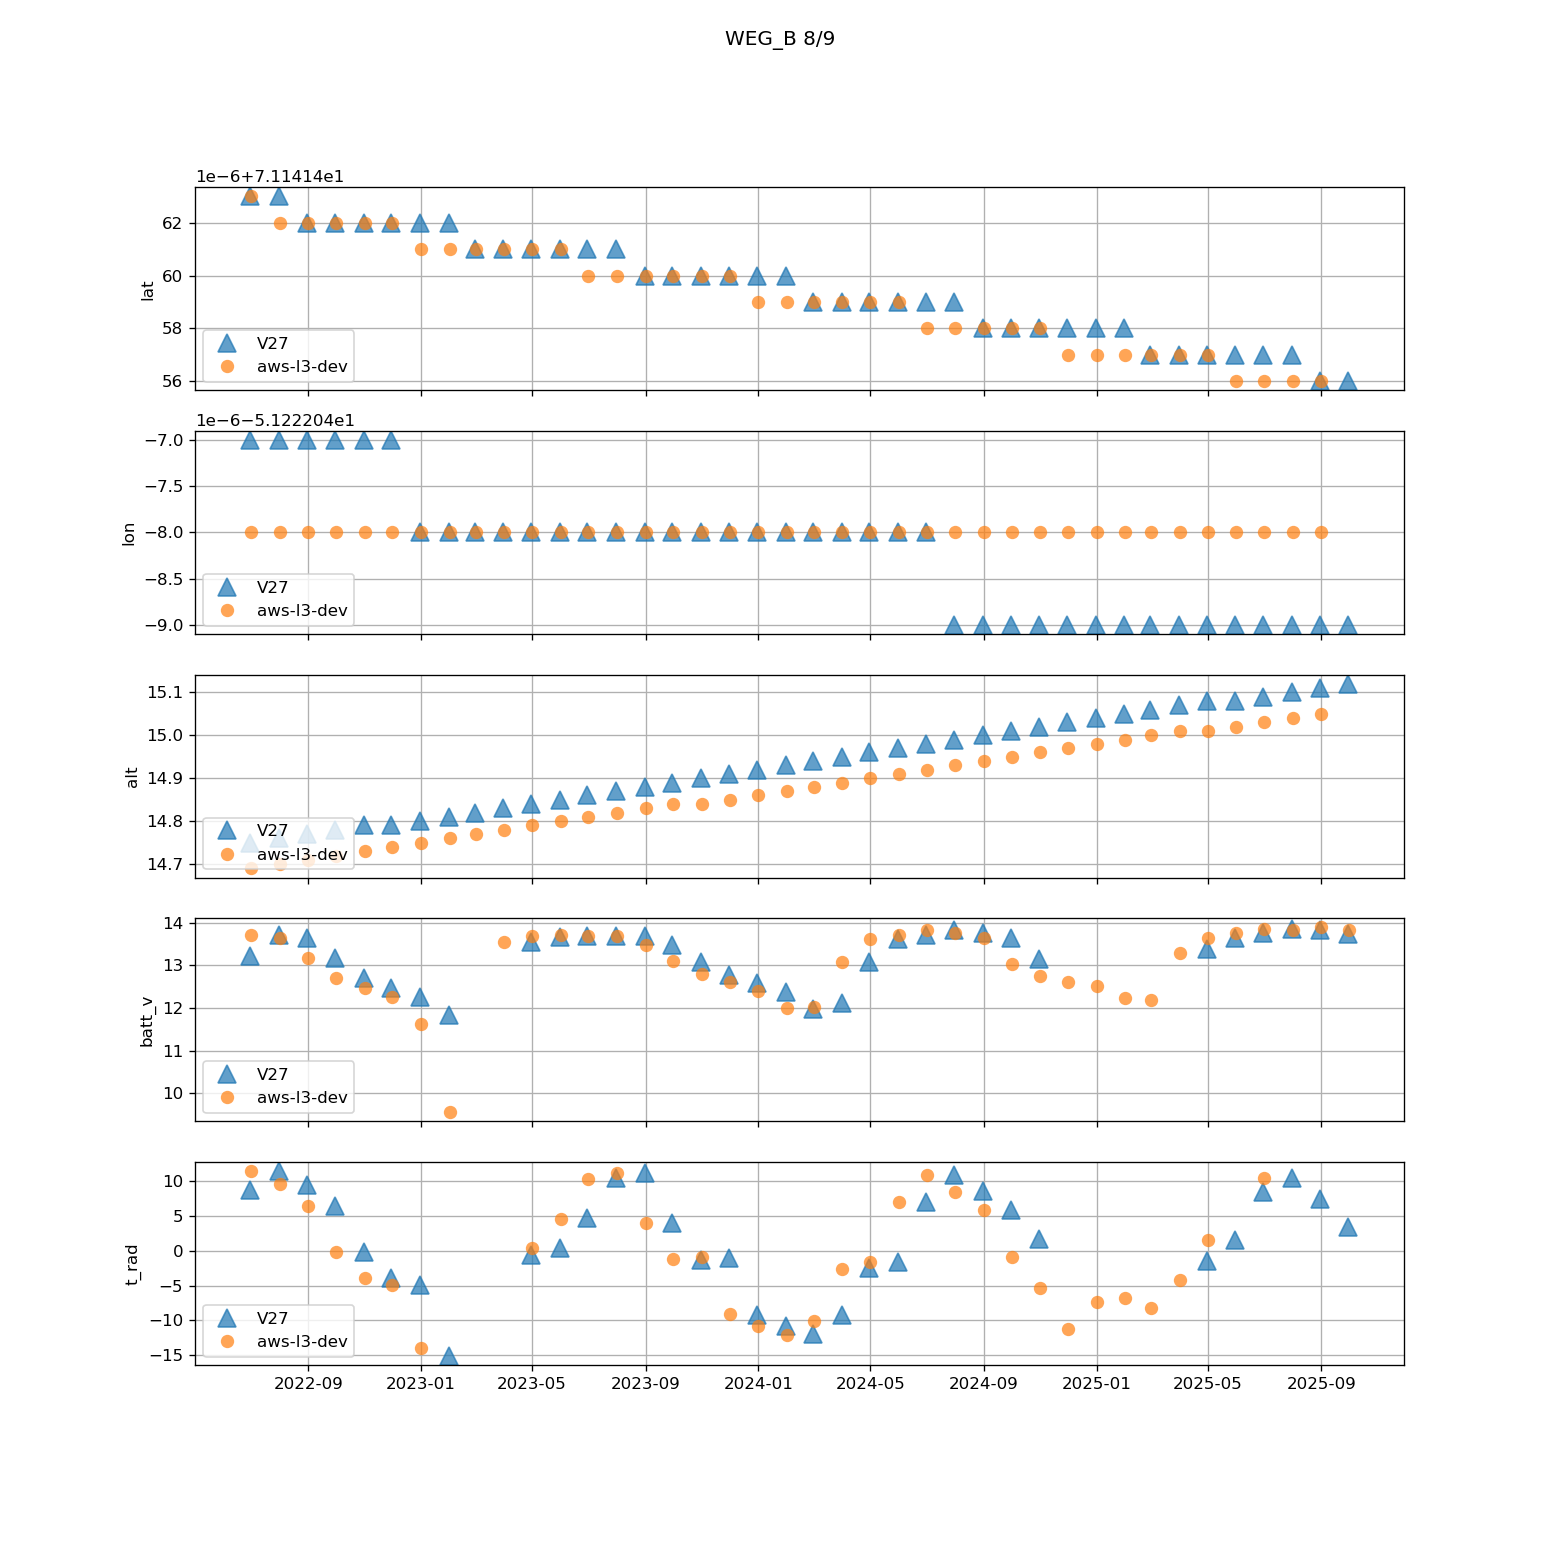 WEG_B 8/9
1e−6+7.11414e1
62
60
58
56
lat
V27
aws-l3-dev
1e−6−5.122204e1
−7.0
−7.5
−8.0
−8.5
−9.0
lon
V27
aws-l3-dev
15.1
15.0
14.9
14.8
14.7
alt
V27
aws-l3-dev
14
13
12
11
10
batt_v
V27
aws-l3-dev
10
5
0
−5
−10
−15
t_rad
V27
aws-l3-dev
2022-09 2023-01 2023-05 2023-09 2024-01 2024-05 2024-09 2025-01 2025-05 2025-09